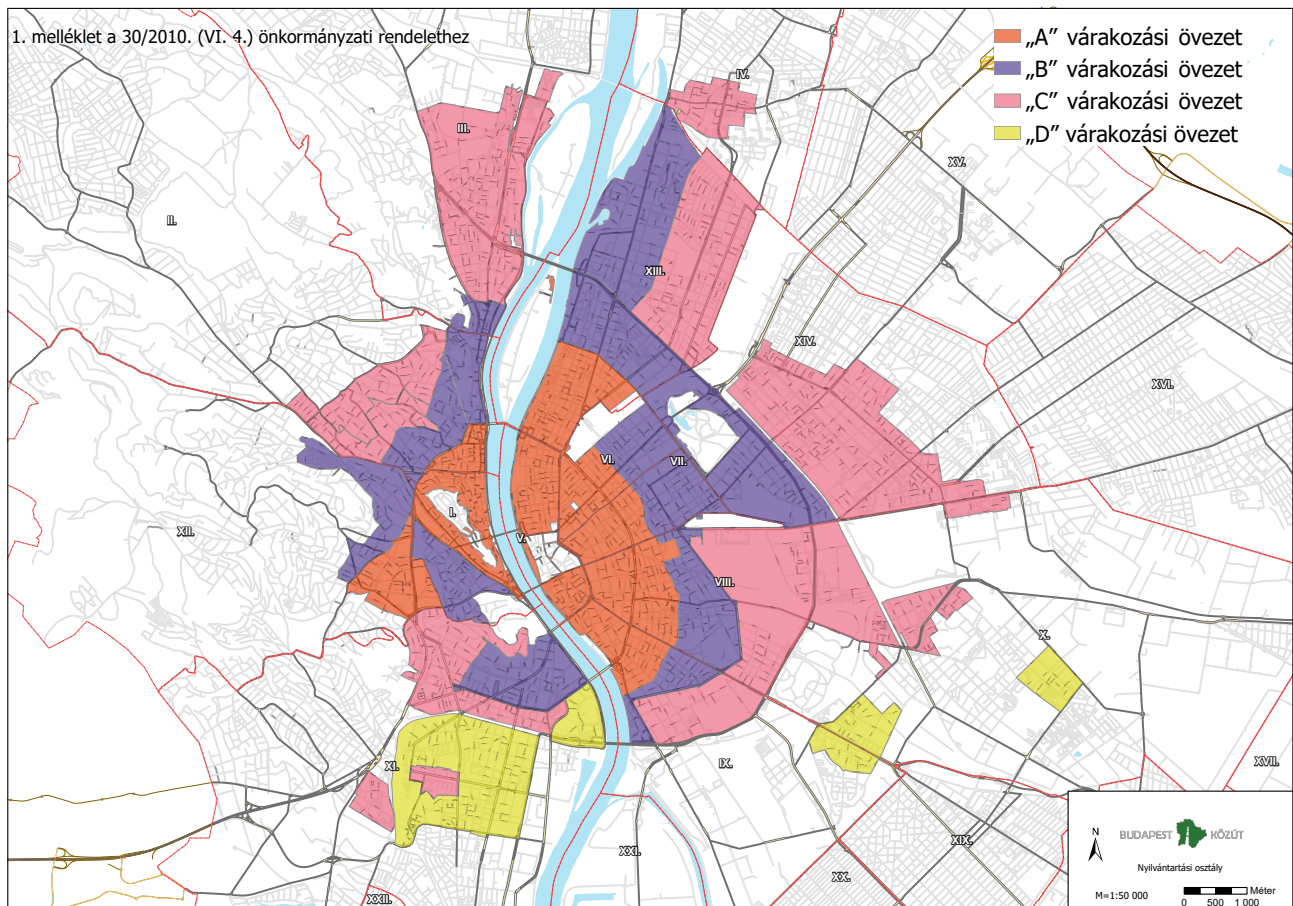 1. melléklet a 30/2010. (VI. 4.) önkormányzati rendelethez
„A” várakozási övezet
„B” várakozási övezet
„C” várakozási övezet
„D” várakozási övezet
IV.
III.
XV.
II.
XIII.
XIV.
XVI.
VI.
VII.
I.
V.
XII.
VIII.
X.
XI.
IX.
XVII.
XIX.
XXI.
XX.
XXII.
N
BUDAPEST KÖZÚT
Nyilvántartási osztály
M=1:50 000
Méter
0 500 1 000